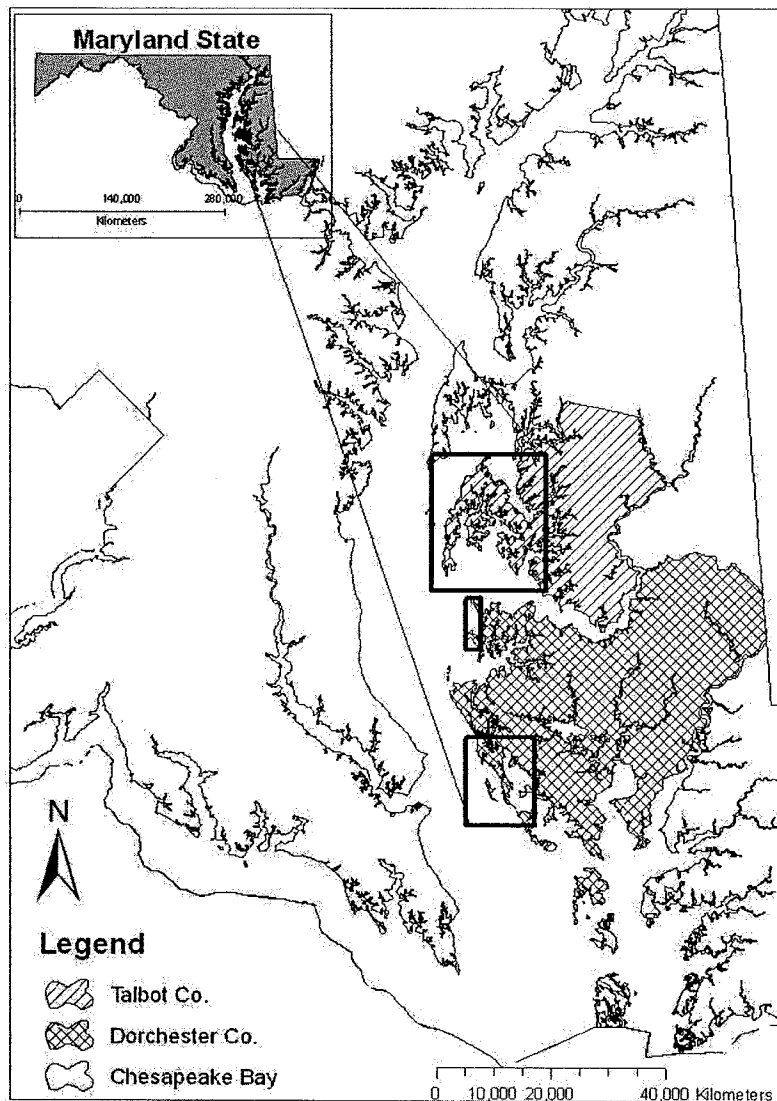 Maryland State
0 140,000 280,000
Kilometers
N
Legend
Talbot Co.
Dorchester Co.
Chesapeake Bay
0 10,000 20,000 40,000 Kilometers